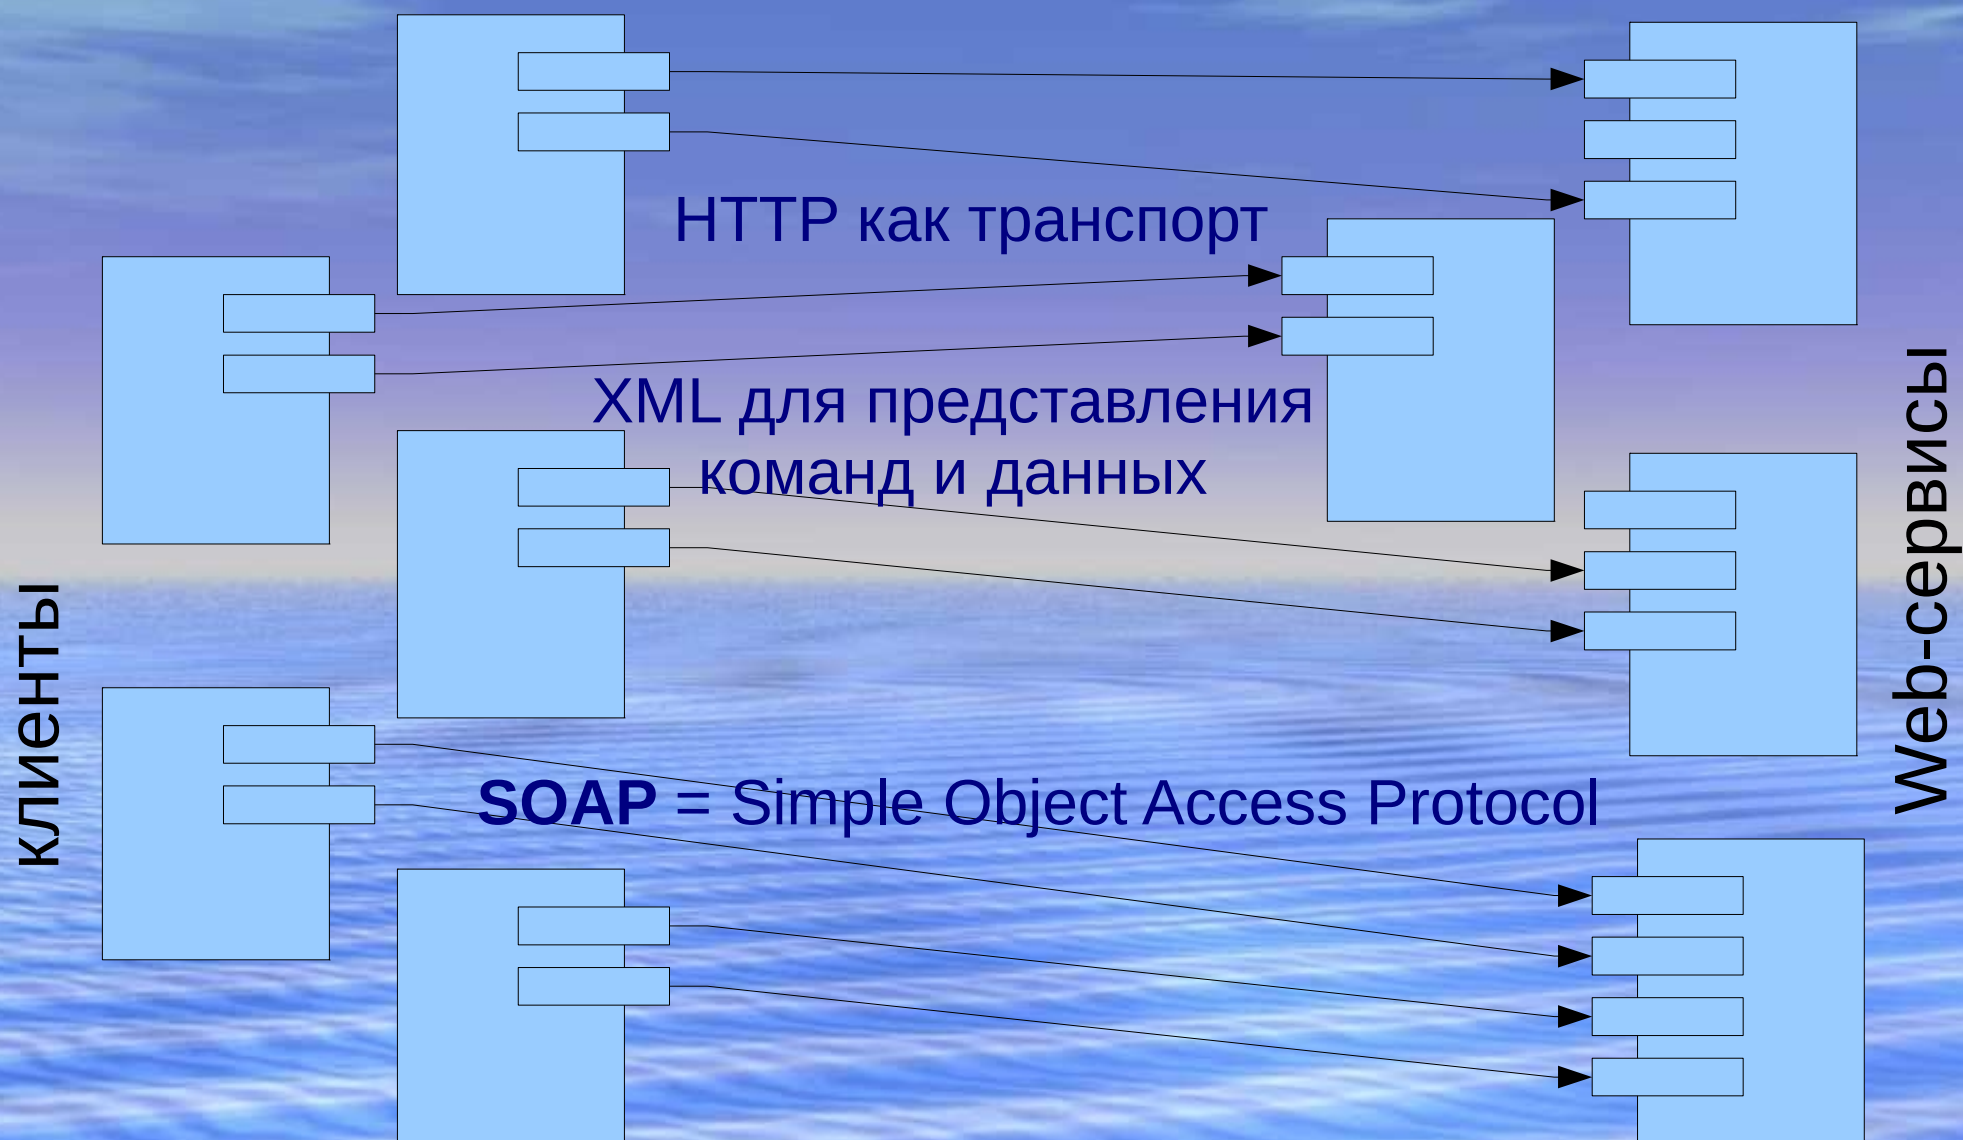 HTTP как транспорт
XML для представления
команд и данных
SOAP = Simple Object Access Protocol
клиенты
Web-сервисы